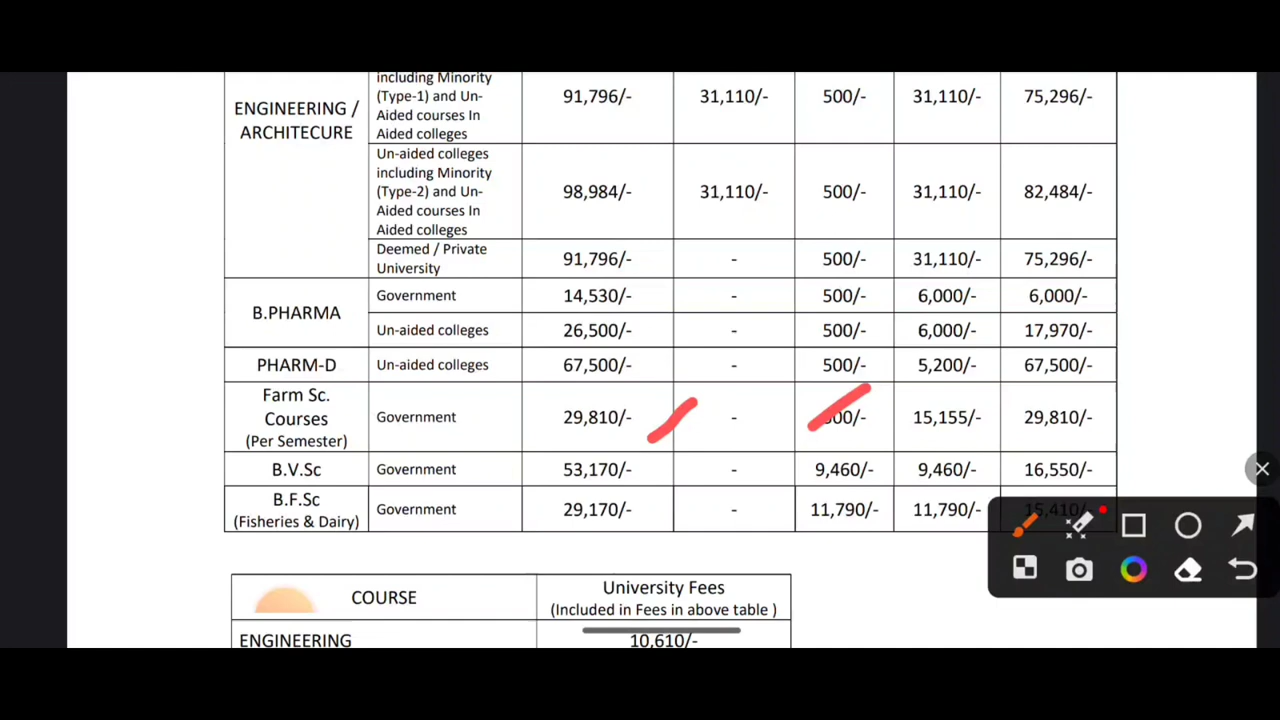 ENGINEERING /
ARCHITECURE
including Minority
(Type-1) and Un-
Aided courses In
Aided colleges
91,796/- 31,110/- 500/- 31,110/- 75,296/-
Un-aided colleges
including Minority
(Type-2) and Un-
Aided courses In
Aided colleges
98,984/- 31,110/- 500/- 31,110/- 82,484/-
Deemed / Private
University
91,796/- - 500/- 31,110/- 75,296/-
B.PHARMA
Government 14,530/- - 500/- 6,000/- 6,000/-
Un-aided colleges 26,500/- - 500/- 6,000/- 17,970/-
PHARM-D Un-aided colleges 67,500/- - 500/- 5,200/- 67,500/-
Farm Sc.
Courses
(Per Semester)
Government 29,810/- - 500/- 15,155/- 29,810/-
B.V.Sc Government 53,170/- - 9,460/- 9,460/- 16,550/-
B.F.Sc
(Fisheries & Dairy)
Government 29,170/- - 11,790/- 11,790/- 15,410/-
COURSE
University Fees
(Included in Fees in above table )
ENGINEERING 10,610/-